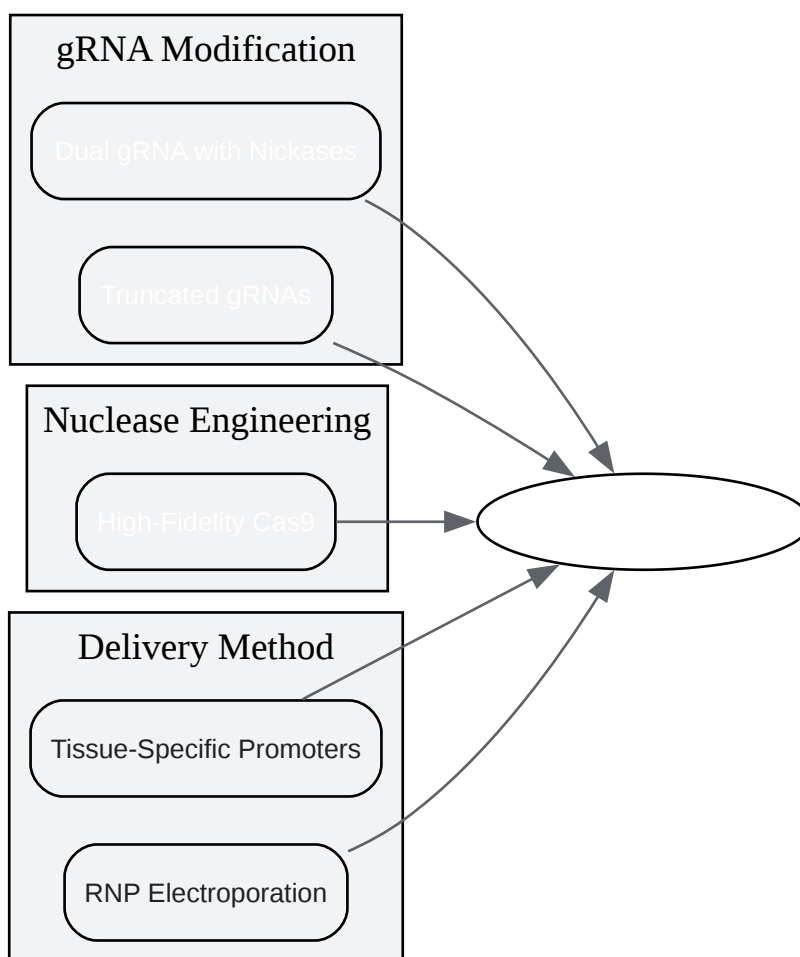 gRNA Modification
Dual gRNA with Nickases
Truncated gRNAs
Nuclease Engineering
High-Fidelity Cas9
Delivery Method
Tissue-Specific Promoters
RNP Electroporation